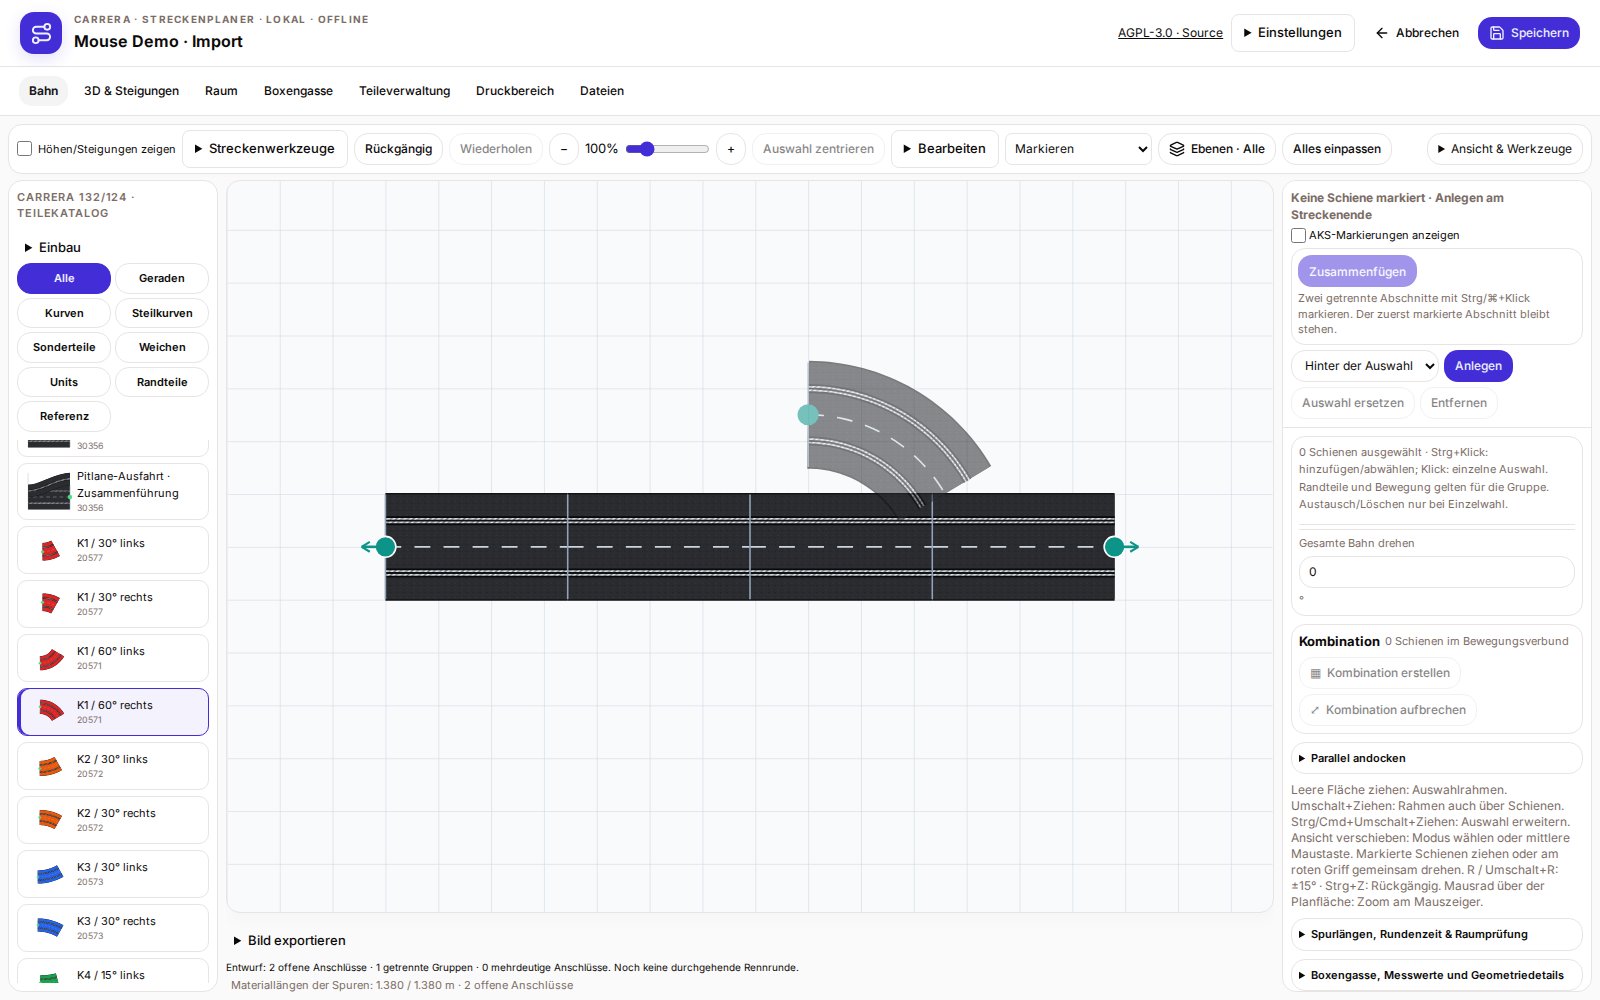 CARRERA · STRECKENPLANER · LOKAL · OFFLINE
Mouse Demo · Import
AGPL-3.0 · Source
Einstellungen
Abbrechen
Speichern
Bahn
3D & Steigungen
Raum
Boxengasse
Teileverwaltung
Druckbereich
Dateien
Höhen/Steigungen zeigen
Streckenwerkzeuge
Rückgängig
Wiederholen
−
100%
+
Auswahl zentrieren
Bearbeiten
Markieren
Ebenen · Alle
Alles einpassen
Ansicht & Werkzeuge
CARRERA 132/124 ·
TEILEKATALOG
Einbau
Alle
Geraden
Kurven
Steilkurven
Sonderteile
Weichen
Units
Randteile
Referenz
30356
Pitlane-Ausfahrt ·
Zusammenführung
30356
K1 / 30° links
20577
K1 / 30° rechts
20577
K1 / 60° links
20571
K1 / 60° rechts
20571
K2 / 30° links
20572
K2 / 30° rechts
20572
K3 / 30° links
20573
K3 / 30° rechts
20573
K4 / 15° links
Bild exportieren
Entwurf: 2 offene Anschlüsse · 1 getrennte Gruppen · 0 mehrdeutige Anschlüsse. Noch keine durchgehende Rennrunde.
Materiallängen der Spuren: 1.380 / 1.380 m · 2 offene Anschlüsse
Keine Schiene markiert · Anlegen am
Streckenende
AKS-Markierungen anzeigen
Zusammenfügen
Zwei getrennte Abschnitte mit Strg/⌘+Klick
markieren. Der zuerst markierte Abschnitt bleibt
stehen.
Hinter der Auswahl
Anlegen
Auswahl ersetzen
Entfernen
0 Schienen ausgewählt · Strg+Klick:
hinzufügen/abwählen; Klick: einzelne Auswahl.
Randteile und Bewegung gelten für die Gruppe.
Austausch/Löschen nur bei Einzelwahl.
Gesamte Bahn drehen
0
°
Kombination 0 Schienen im Bewegungsverbund
Kombination erstellen
Kombination aufbrechen
Parallel andocken
Leere Fläche ziehen: Auswahlrahmen.
Umschalt+Ziehen: Rahmen auch über Schienen.
Strg/Cmd+Umschalt+Ziehen: Auswahl erweitern.
Ansicht verschieben: Modus wählen oder mittlere
Maustaste. Markierte Schienen ziehen oder am
roten Griff gemeinsam drehen. R / Umschalt+R:
±15° · Strg+Z: Rückgängig. Mausrad über der
Planfläche: Zoom am Mauszeiger.
Spurlängen, Rundenzeit & Raumprüfung
Boxengasse, Messwerte und Geometriedetails